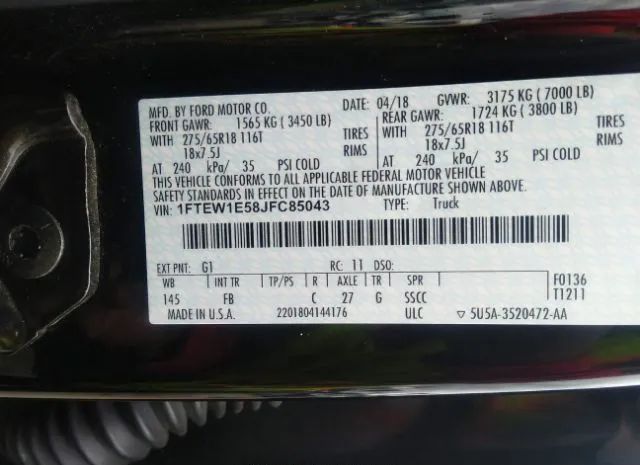 MFD. BY FORD MOTOR CO. DATE: 04/18 GVWR: 3175 KG ( 7000 LB)
FRONT GAWR: 1565 KG ( 3450 LB) REAR GAWR: 1724 KG ( 3800 LB)
WITH 275/65R18 116T TIRES WITH 275/65R18 116T TIRES
18x7.5J RIMS 18x7.5J RIMS
AT 240 kPa/ 35 PSI COLD AT 240 kPa/ 35 PSI COLD
THIS VEHICLE CONFORMS TO ALL APPLICABLE FEDERAL MOTOR VEHICLE
SAFETY STANDARDS IN EFFECT ON THE DATE OF MANUFACTURE SHOWN ABOVE.
VIN: 1FTEW1E58JFC85043 TYPE: Truck
EXT PNT: G1 RC: 11 DSO: F0136
WB INT TR TP/PS R AXLE TR SPR T1211
145 FB C 27 G SSCC
MADE IN U.S.A. 2201804144176 ULC ▽ 5U5A-3520472-AA